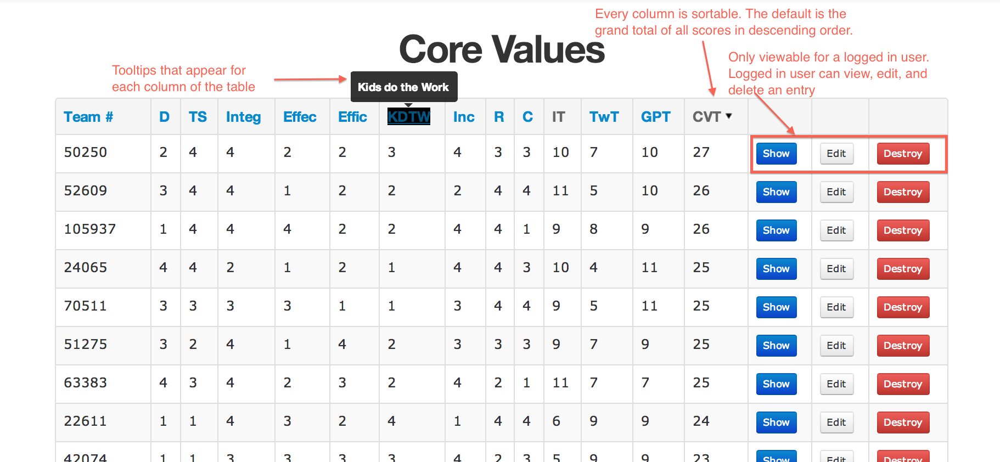 Every column is sortable. The default is the
grand total of all scores in descending order.
Core Values
Only viewable for a logged in user.
Logged in user can view, edit, and
delete an entry
Tooltips that appear for
each column of the table
Kids do the Work
Team # D TS Integ Effec Effic KDTW Inc R C IT TwT GPT CVT ▼
50250 2 4 4 2 2 3 4 3 3 10 7 10 27 Show Edit Destroy
52609 3 4 4 1 2 2 2 4 4 11 5 10 26 Show Edit Destroy
105937 1 4 4 4 2 2 4 4 1 9 8 9 26 Show Edit Destroy
24065 4 4 2 1 2 1 4 4 3 10 4 11 25 Show Edit Destroy
70511 3 3 3 3 1 1 3 4 4 9 5 11 25 Show Edit Destroy
51275 3 2 4 1 4 2 3 3 3 9 7 9 25 Show Edit Destroy
63383 4 3 4 2 3 2 4 2 1 11 7 7 25 Show Edit Destroy
22611 1 1 4 3 2 4 1 4 4 6 9 9 24 Show Edit Destroy
42074 1 1 3 3 3 3 4 2 3 5 9 9 23 Show Edit Destroy